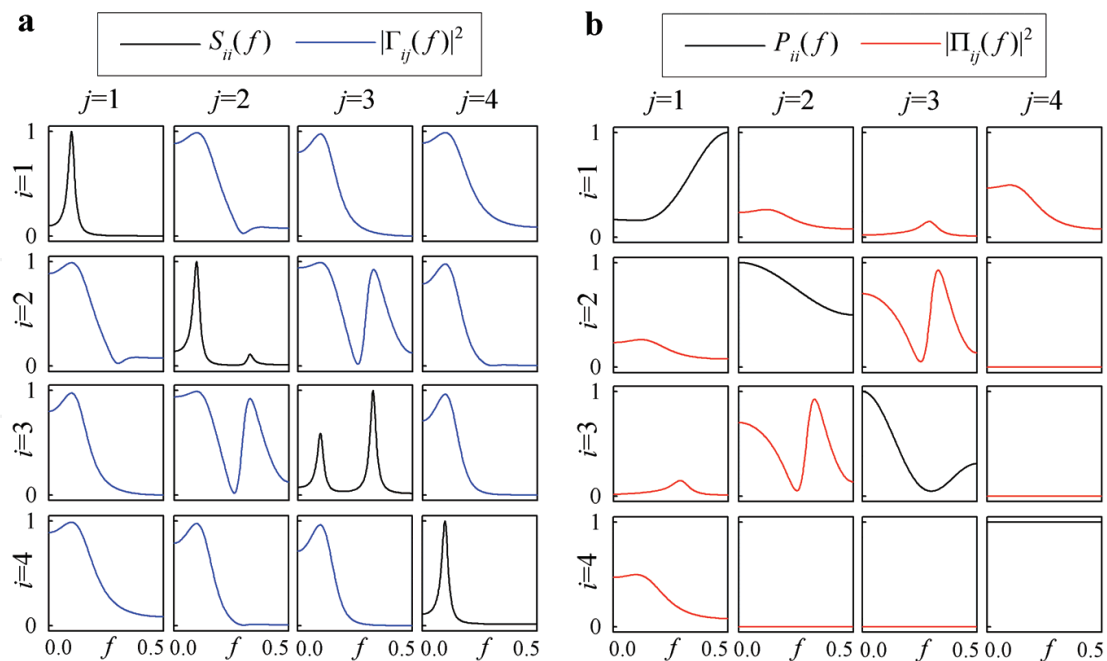 a
S_ii(f) |Γ_ij(f)|²
j=1 j=2 j=3 j=4
i=1
1
0
i=2
1
0
i=3
1
0
i=4
1
0
0.0 f 0.5 0.0 f 0.5 0.0 f 0.5 0.0 f 0.5
b
P_ii(f) |Π_ij(f)|²
j=1 j=2 j=3 j=4
i=1
1
0
i=2
1
0
i=3
1
0
i=4
1
0
0.0 f 0.5 0.0 f 0.5 0.0 f 0.5 0.0 f 0.5